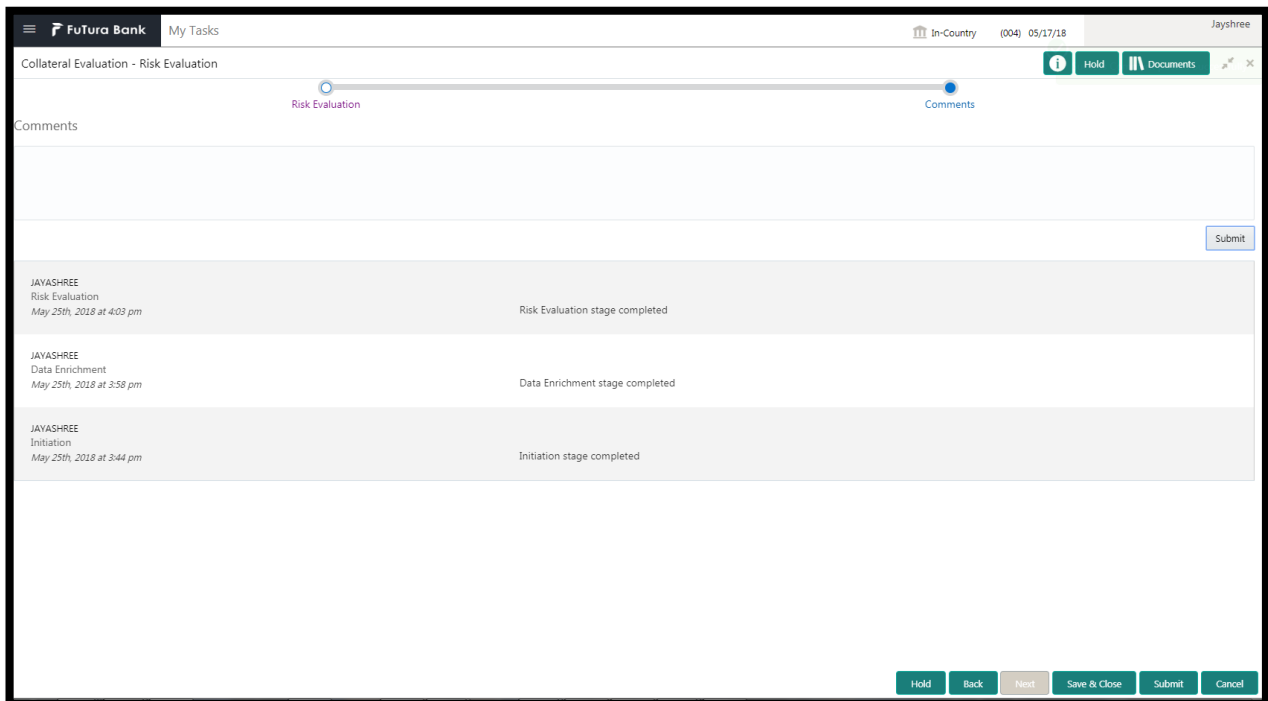 FuTura Bank My Tasks In-Country (004) 05/17/18 Jayshree
Collateral Evaluation - Risk Evaluation Hold Documents
Risk Evaluation Comments
Comments
Submit
JAYASHREE
Risk Evaluation
May 25th, 2018 at 4:03 pm Risk Evaluation stage completed
JAYASHREE
Data Enrichment
May 25th, 2018 at 3:58 pm Data Enrichment stage completed
JAYASHREE
Initiation
May 25th, 2018 at 3:44 pm Initiation stage completed
Hold Back Next Save & Close Submit Cancel